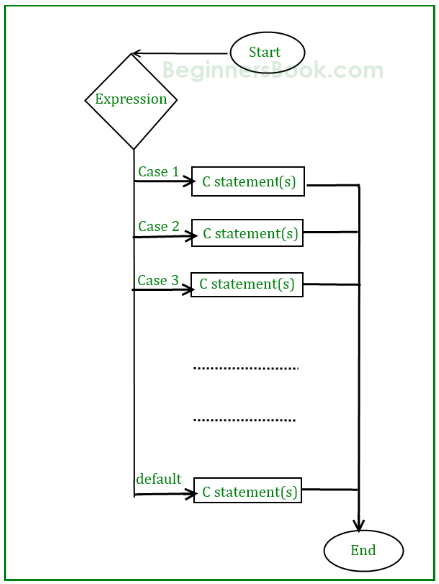 Start
BeginnersBook.com
Expression
Case 1
C statement(s)
Case 2
C statement(s)
Case 3
C statement(s)
default
C statement(s)
End